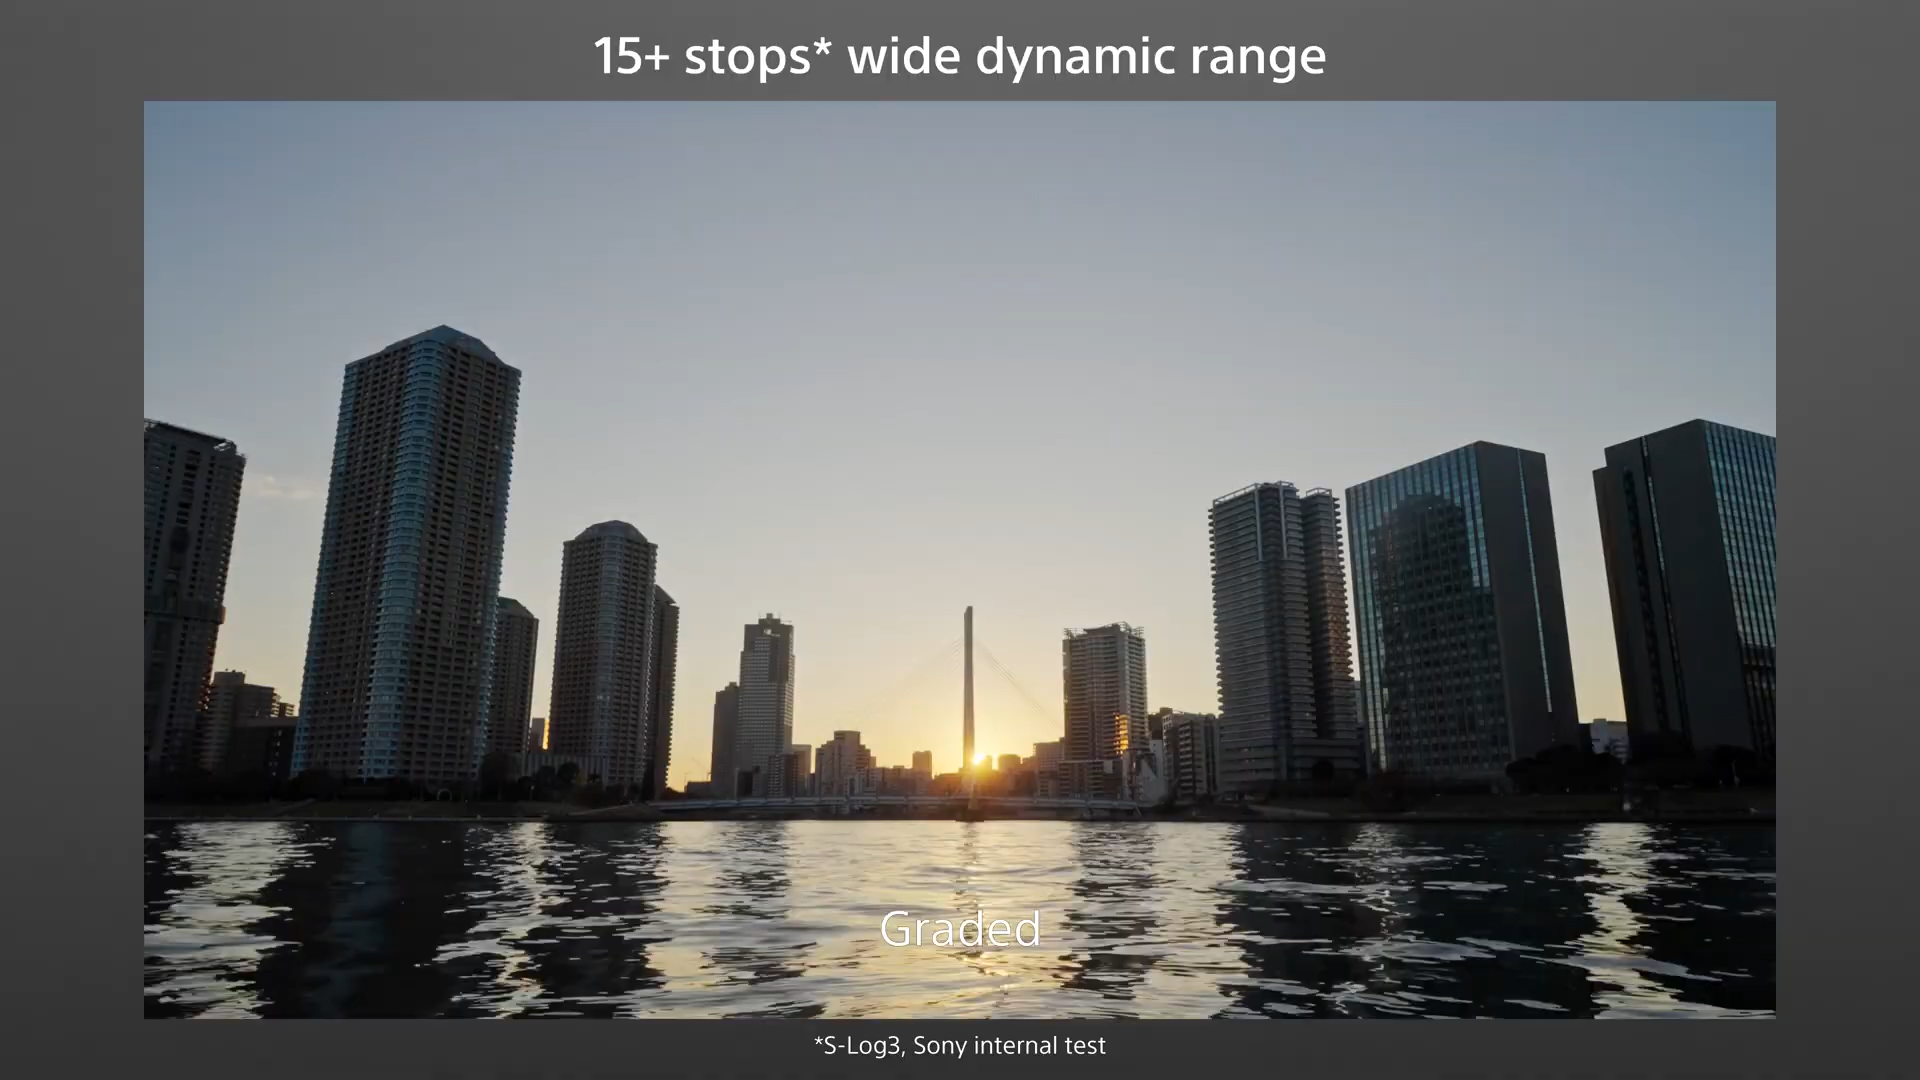 15+ stops* wide dynamic range
Graded
*S-Log3, Sony internal test